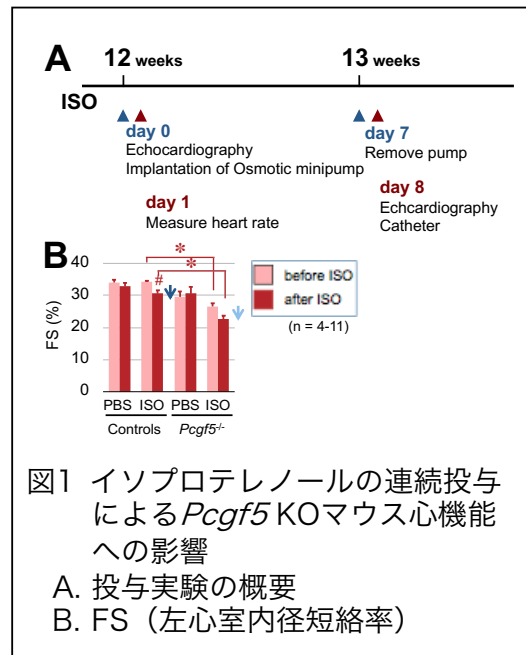 A
12 weeks
13 weeks
ISO
day 0
Echocardiography
Implantation of Osmotic minipump
day 7
Remove pump
day 1
Measure heart rate
day 8
Echcardiography
Catheter
B
FS (%)
40
30
20
10
0
*
*
#
before ISO
after ISO
(n = 4-11)
PBS ISO PBS ISO
Controls Pcgf5-/-
図1 イソプロテレノールの連続投与
によるPcgf5 KOマウス心機能
への影響
A. 投与実験の概要
B. FS（左心室内径短絡率）